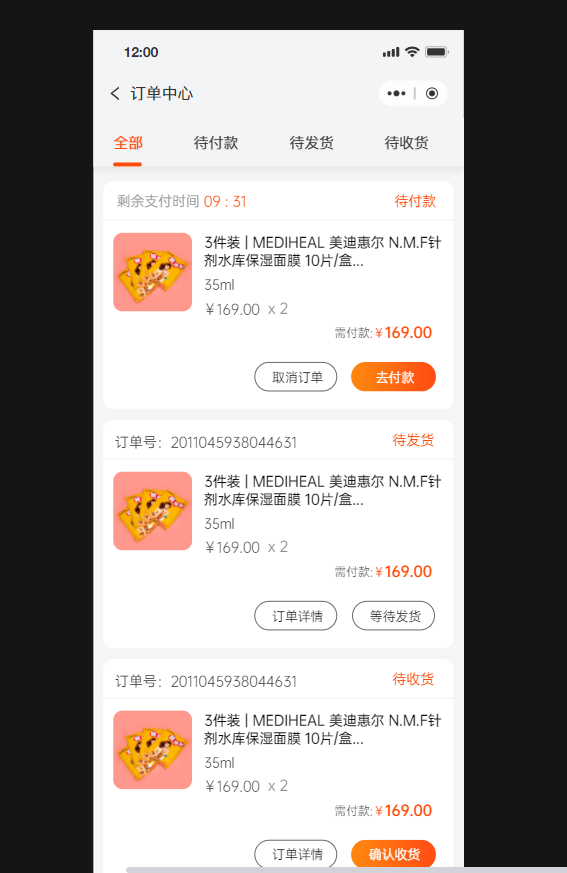 12:00
订单中心
全部 待付款 待发货 待收货
剩余支付时间 09 : 31 待付款
3件装 | MEDIHEAL 美迪惠尔 N.M.F针
剂水库保湿面膜 10片/盒...
35ml
￥169.00 x 2
需付款:￥169.00
取消订单 去付款
订单号：2011045938044631 待发货
3件装 | MEDIHEAL 美迪惠尔 N.M.F针
剂水库保湿面膜 10片/盒...
35ml
￥169.00 x 2
需付款:￥169.00
订单详情 等待发货
订单号：2011045938044631 待收货
3件装 | MEDIHEAL 美迪惠尔 N.M.F针
剂水库保湿面膜 10片/盒...
35ml
￥169.00 x 2
需付款:￥169.00
订单详情 确认收货